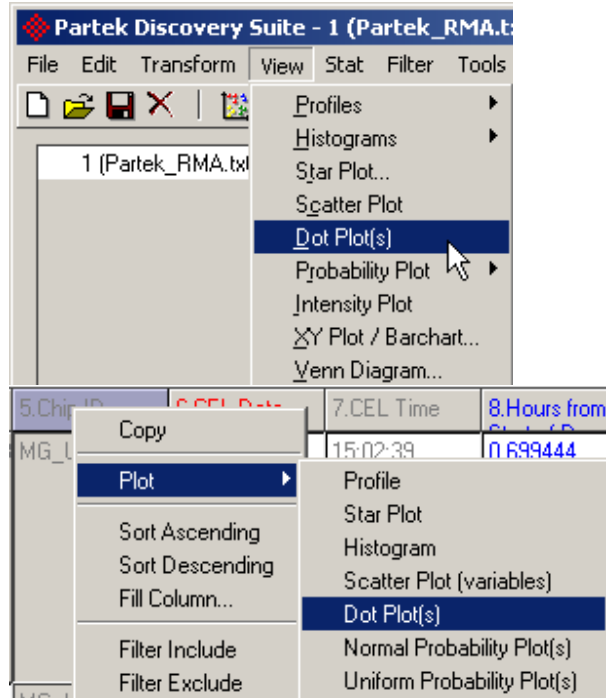 Partek Discovery Suite - 1 (Partek_RMA.t
File Edit Transform View Stat Filter Tools
Profiles
Histograms
1 (Partek_RMA.txt
Star Plot...
Scatter Plot
Dot Plot(s)
Probability Plot
Intensity Plot
XY Plot / Barchart...
Venn Diagram...
5.Chip ID 6.CEL Date 7.CEL Time 8.Hours from
Copy
MG_U 15:02:39 0.699444
Plot Profile
Star Plot
Sort Ascending Histogram
Sort Descending Scatter Plot (variables)
Fill Column... Dot Plot(s)
Filter Include Normal Probability Plot(s)
Filter Exclude Uniform Probability Plot(s)